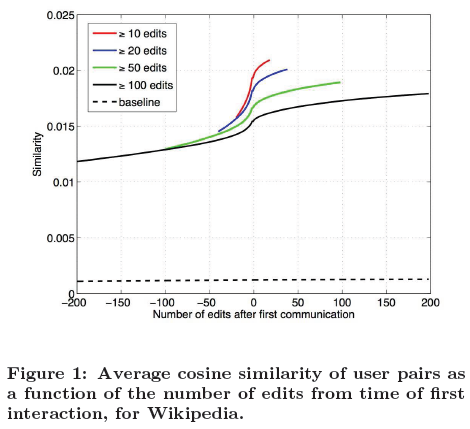 0.025
≥ 10 edits
≥ 20 edits
≥ 50 edits
≥ 100 edits
baseline
0.02
0.015
Similarity
0.01
0.005
0
−200 −150 −100 −50 0 50 100 150 200
Number of edits after first communication
Figure 1: Average cosine similarity of user pairs as
a function of the number of edits from time of first
interaction, for Wikipedia.